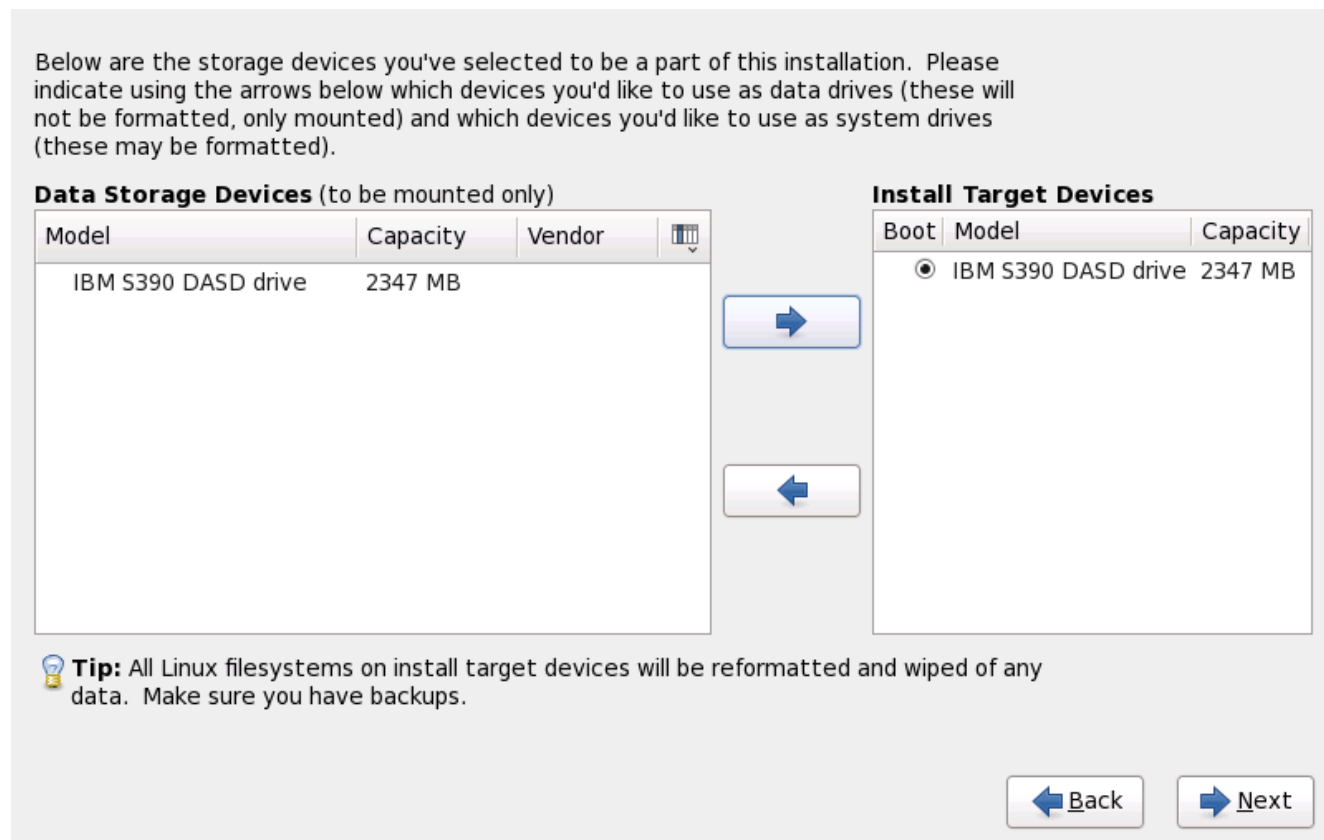 Below are the storage devices you've selected to be a part of this installation.  Please
indicate using the arrows below which devices you'd like to use as data drives (these will
not be formatted, only mounted) and which devices you'd like to use as system drives
(these may be formatted).
Data Storage Devices (to be mounted only)
Model Capacity Vendor
IBM S390 DASD drive 2347 MB
Install Target Devices
Boot Model Capacity
IBM S390 DASD drive 2347 MB
Tip: All Linux filesystems on install target devices will be reformatted and wiped of any
data.  Make sure you have backups.
Back Next